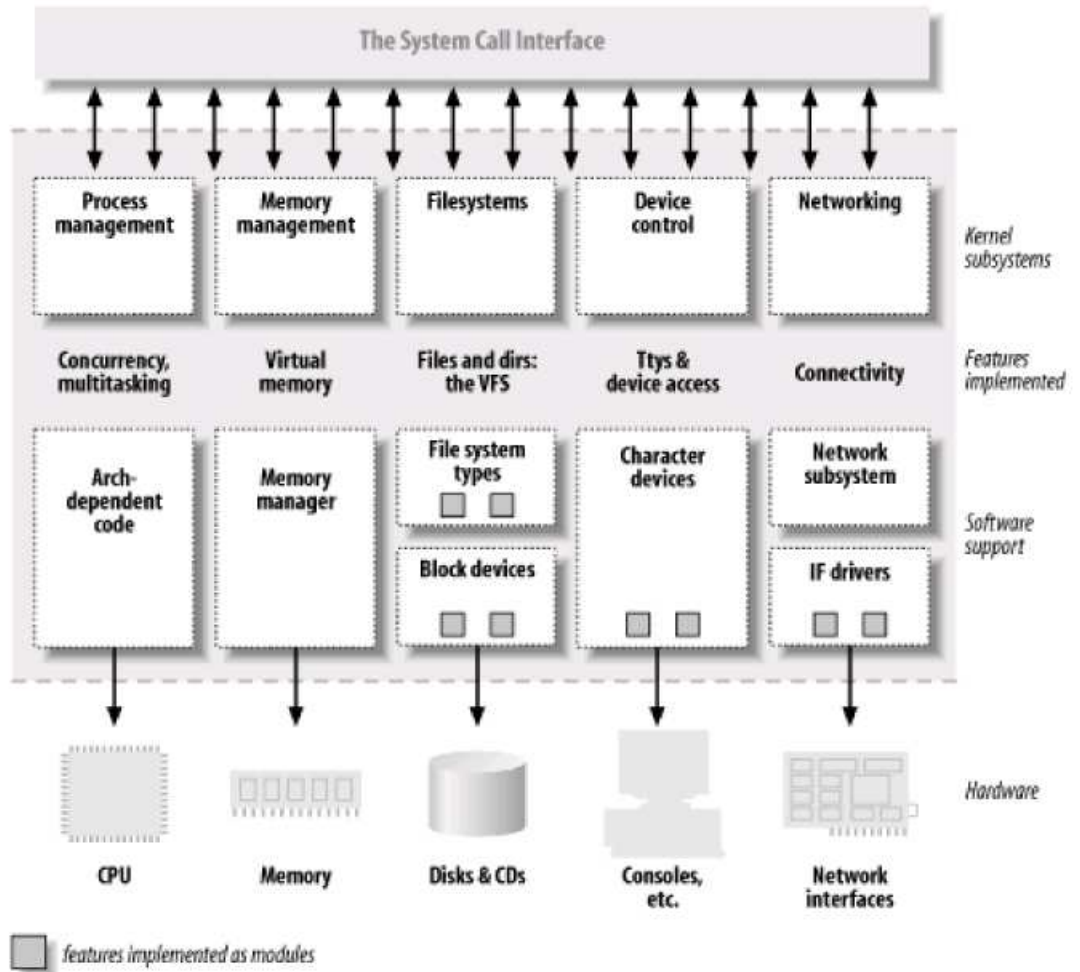 The System Call Interface
Process
management
Memory
management
Filesystems
Device
control
Networking
Kernel
subsystems
Concurrency,
multitasking
Virtual
memory
Files and dirs:
the VFS
Ttys &
device access
Connectivity
Features
implemented
Arch-
dependent
code
Memory
manager
File system
types
Block devices
Character
devices
Network
subsystem
IF drivers
Software
support
Hardware
CPU
Memory
Disks & CDs
Consoles,
etc.
Network
interfaces
features implemented as modules